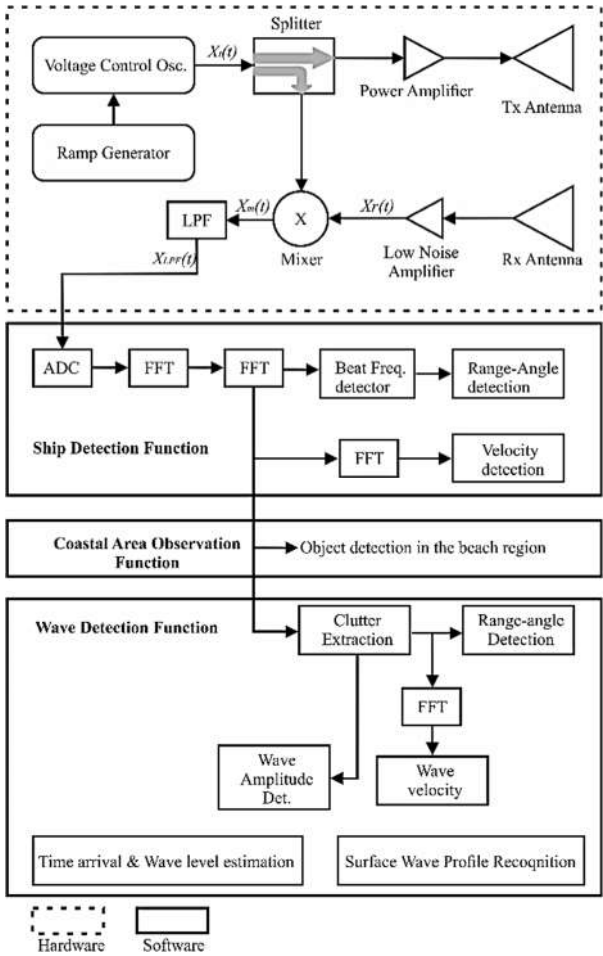 Splitter
Voltage Control Osc.
Xt(t)
Power Amplifier
Tx Antenna
Ramp Generator
LPF
Xm(t)
X
Xr(t)
Mixer
Low Noise
Amplifier
Rx Antenna
XLPF(t)
ADC
FFT
FFT
Beat Freq.
detector
Range-Angle
detection
Ship Detection Function
FFT
Velocity
detection
Coastal Area Observation
Function
Object detection in the beach region
Wave Detection Function
Clutter
Extraction
Range-angle
Detection
FFT
Wave
Amplitude
Det.
Wave
velocity
Time arrival & Wave level estimation
Surface Wave Profile Recoqnition
Hardware
Software